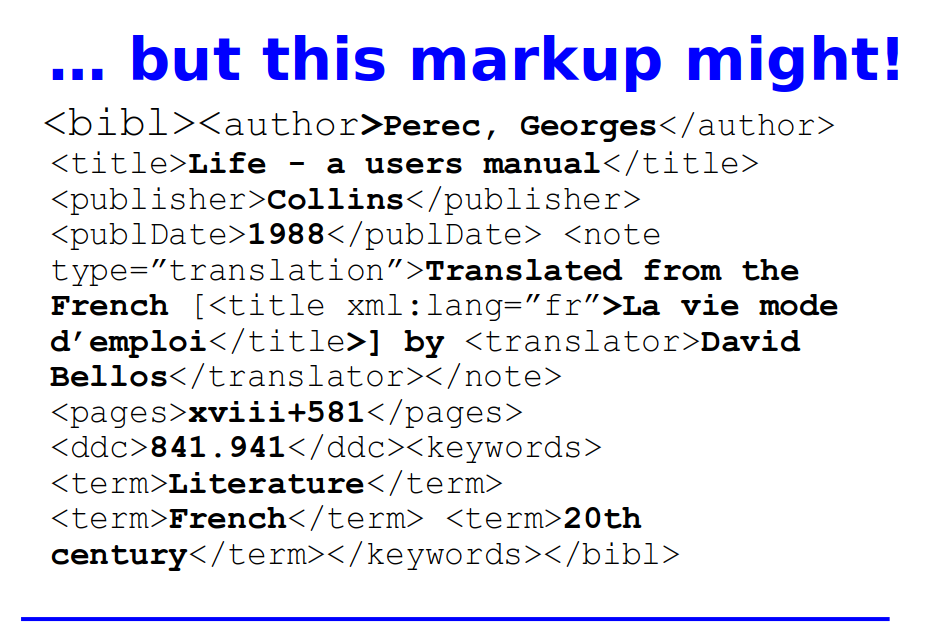 … but this markup might!
<bibl><author>Perec, Georges</author>
<title>Life - a users manual</title>
<publisher>Collins</publisher>
<publDate>1988</publDate> <note
type=”translation”>Translated from the
French [<title xml:lang=”fr”>La vie mode
d’emploi</title>] by <translator>David
Bellos</translator></note>
<pages>xviii+581</pages>
<ddc>841.941</ddc><keywords>
<term>Literature</term>
<term>French</term> <term>20th
century</term></keywords></bibl>